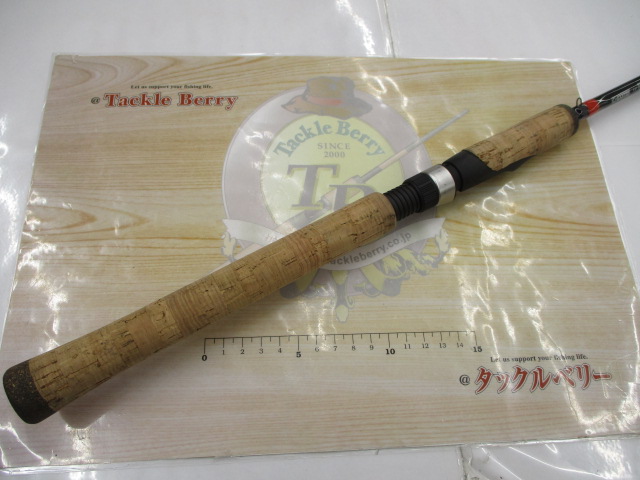 Let us support your fishing life.
@ Tackle Berry
Tackle Berry
SINCE
2000
TB
tackleberry.co.jp
0 1 2 3 4 5 6 7 8 9 10 11 12 13 14 15
Let us support your fishing life.
@ タックルベリー